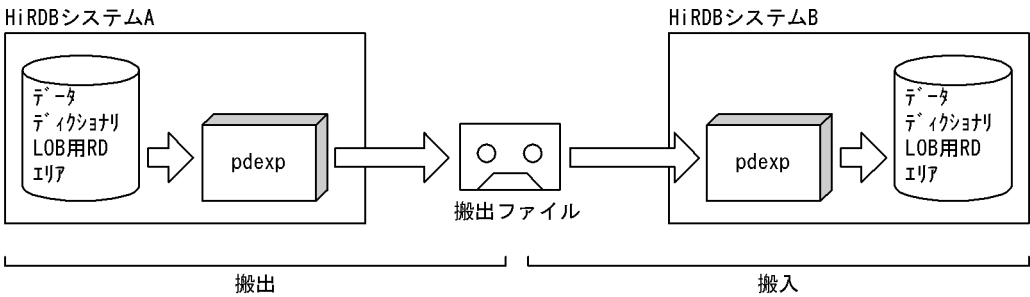 HiRDBシステムA
HiRDBシステムB
データ
ディクショナリ
LOB用RD
エリア
pdexp
搬出ファイル
pdexp
データ
ディクショナリ
LOB用RD
エリア
搬出
搬入